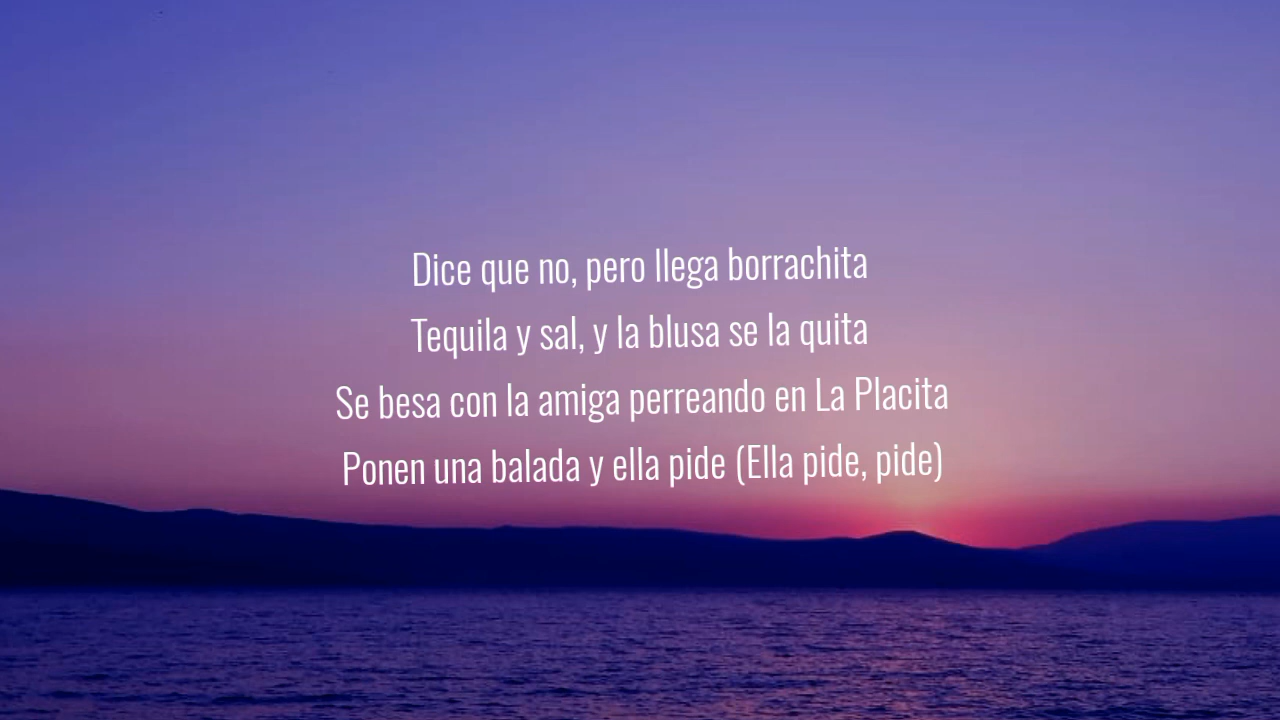 Dice que no, pero llega borrachita
Tequila y sal, y la blusa se la quita
Se besa con la amiga perreando en La Placita
Ponen una balada y ella pide (Ella pide, pide)